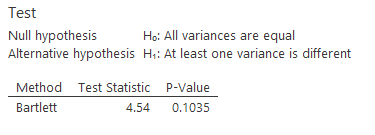 Test
Null hypothesis H₀: All variances are equal
Alternative hypothesis H₁: At least one variance is different
Method Test Statistic P-Value
Bartlett 4.54 0.1035